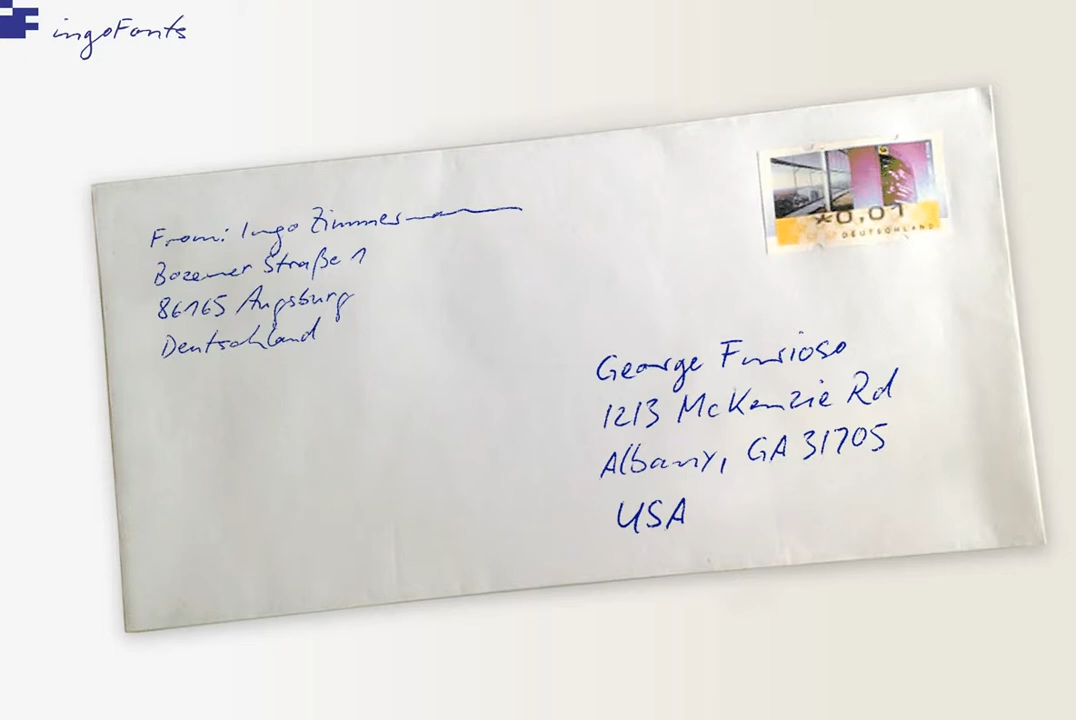 ingoFonts
From: Ingo Zimmermann
Bozener Straße 1
86165 Augsburg
Deutschland
*0,01
DEUTSCHLAND
George Furioso
1213 McKenzie Rd
Albany, GA 31705
USA